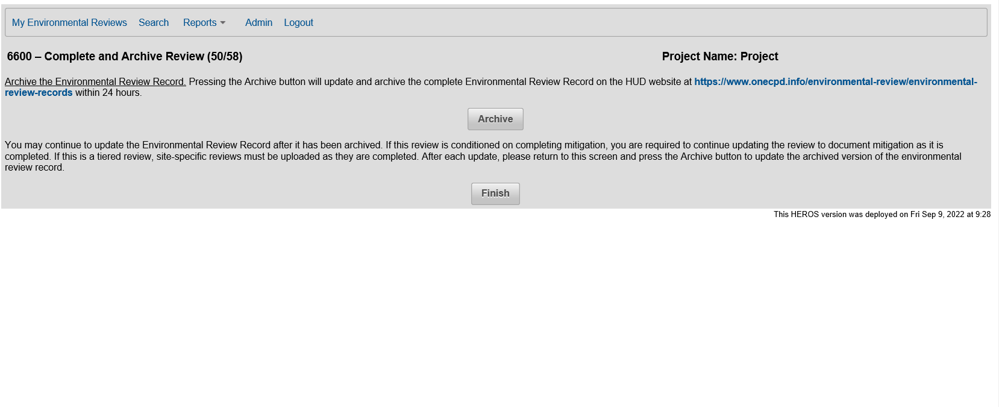 My Environmental Reviews Search Reports Admin Logout
6600 – Complete and Archive Review (50/58) Project Name: Project
Archive the Environmental Review Record. Pressing the Archive button will update and archive the complete Environmental Review Record on the HUD website at https://www.onecpd.info/environmental-review/environmental-
review-records within 24 hours.
Archive
You may continue to update the Environmental Review Record after it has been archived. If this review is conditioned on completing mitigation, you are required to continue updating the review to document mitigation as it is
completed. If this is a tiered review, site-specific reviews must be uploaded as they are completed. After each update, please return to this screen and press the Archive button to update the archived version of the environmental
review record.
Finish
This HEROS version was deployed on Fri Sep 9, 2022 at 9:28